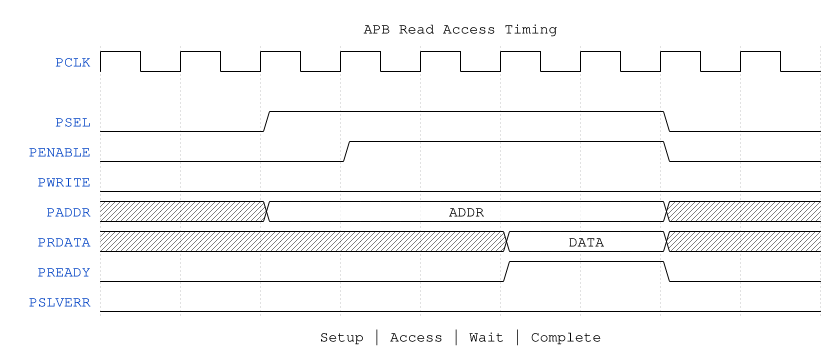 APB Read Access Timing
PCLK
PSEL
PENABLE
PWRITE
PADDR ADDR
PRDATA DATA
PREADY
PSLVERR
Setup | Access | Wait | Complete